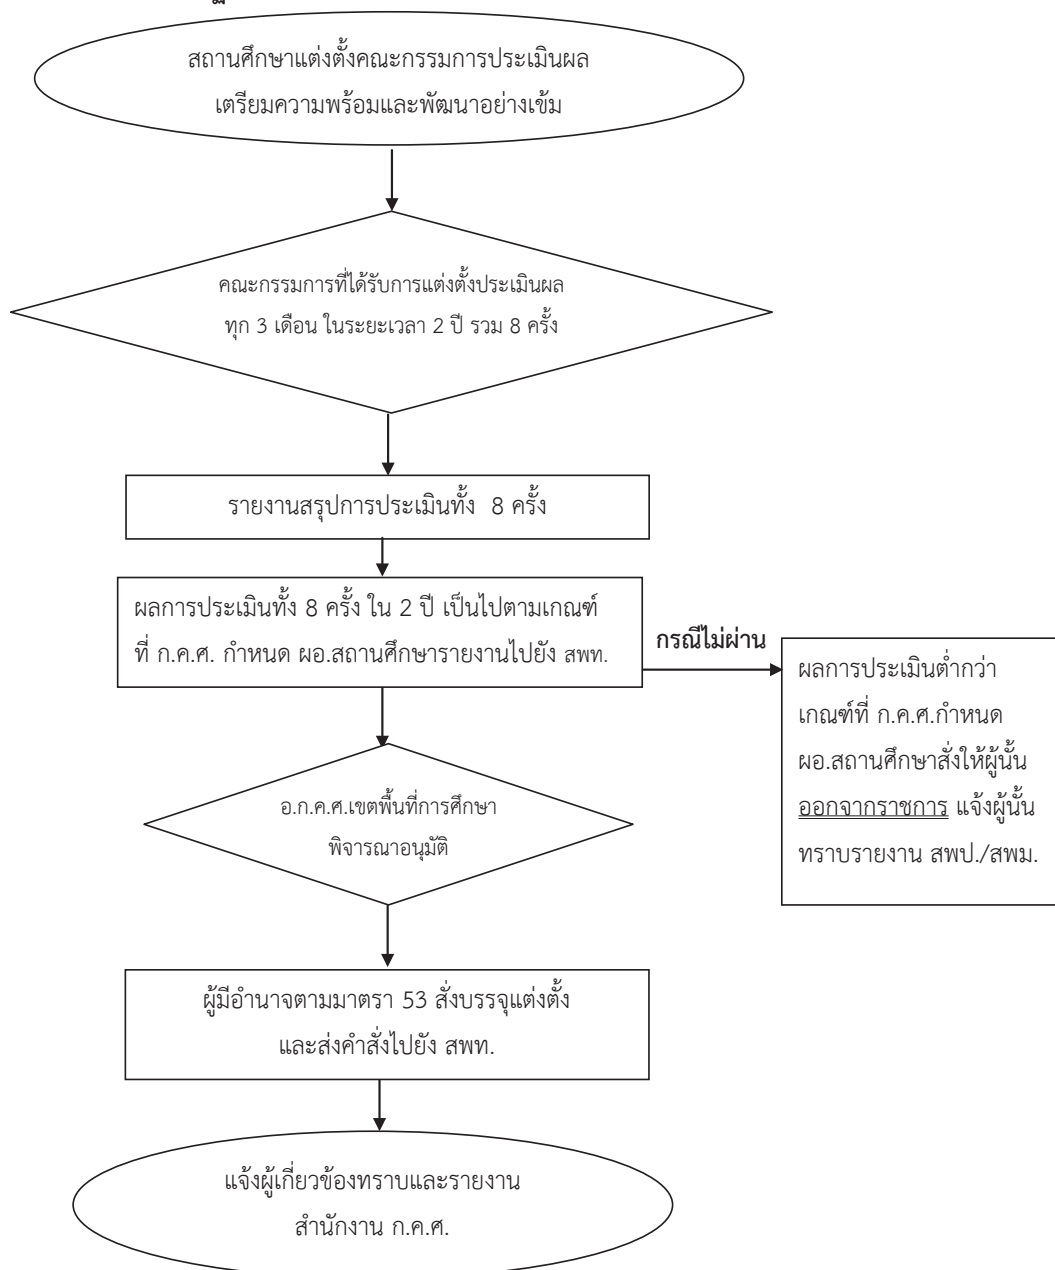 สถานศึกษาแต่งตั้งคณะกรรมการประเมินผล
เตรียมความพร้อมและพัฒนาอย่างเข้ม
คณะกรรมการที่ได้รับการแต่งตั้งประเมินผล
ทุก 3 เดือน ในระยะเวลา 2 ปี รวม 8 ครั้ง
รายงานสรุปการประเมินทั้ง 8 ครั้ง
ผลการประเมินทั้ง 8 ครั้ง ใน 2 ปี เป็นไปตามเกณฑ์
ที่ ก.ค.ศ. กำหนด ผอ.สถานศึกษารายงานไปยัง สพท.
กรณีไม่ผ่าน
ผลการประเมินต่ำกว่า
เกณฑ์ที่ ก.ค.ศ.กำหนด
ผอ.สถานศึกษาสั่งให้ผู้นั้น
ออกจากราชการ แจ้งผู้นั้น
ทราบรายงาน สพป./สพม.
อ.ก.ค.ศ.เขตพื้นที่การศึกษา
พิจารณาอนุมัติ
ผู้มีอำนาจตามมาตรา 53 สั่งบรรจุแต่งตั้ง
และส่งคำสั่งไปยัง สพท.
แจ้งผู้เกี่ยวข้องทราบและรายงาน
สำนักงาน ก.ค.ศ.